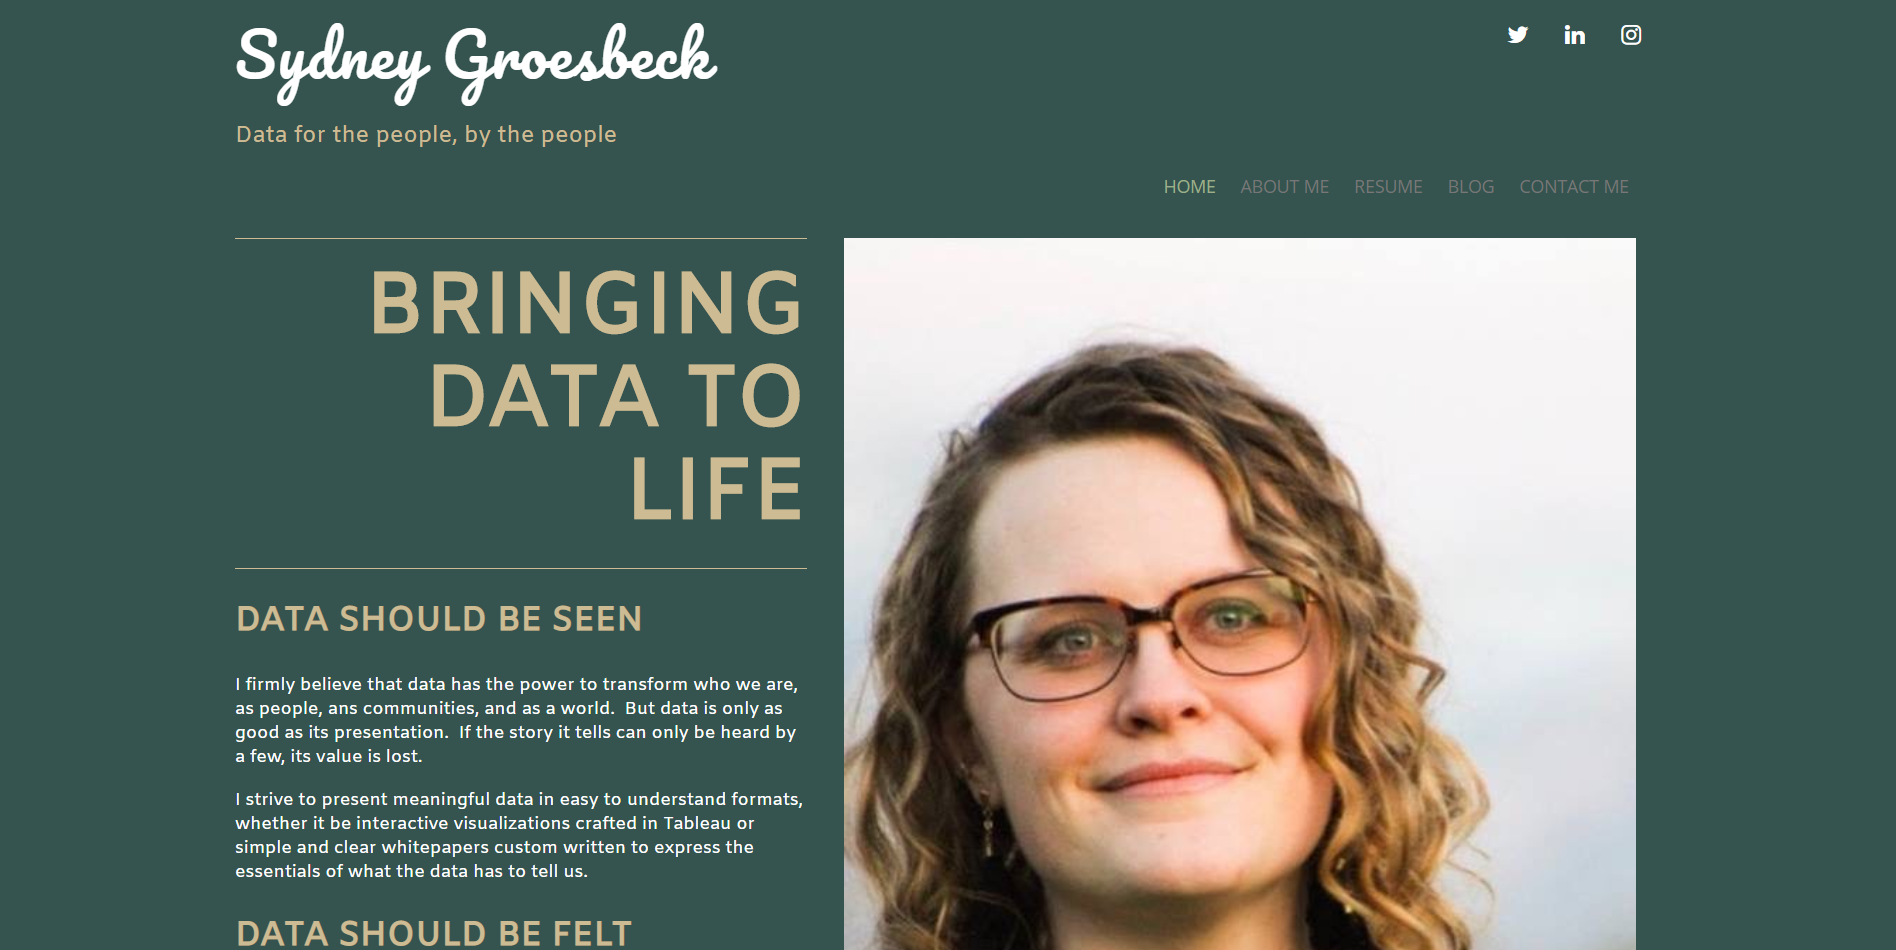 Sydney Groesbeck
Data for the people, by the people
HOME ABOUT ME RESUME BLOG CONTACT ME
BRINGING
DATA TO
LIFE
DATA SHOULD BE SEEN
I firmly believe that data has the power to transform who we are,
as people, ans communities, and as a world.  But data is only as
good as its presentation.  If the story it tells can only be heard by
a few, its value is lost.
I strive to present meaningful data in easy to understand formats,
whether it be interactive visualizations crafted in Tableau or
simple and clear whitepapers custom written to express the
essentials of what the data has to tell us.
DATA SHOULD BE FELT